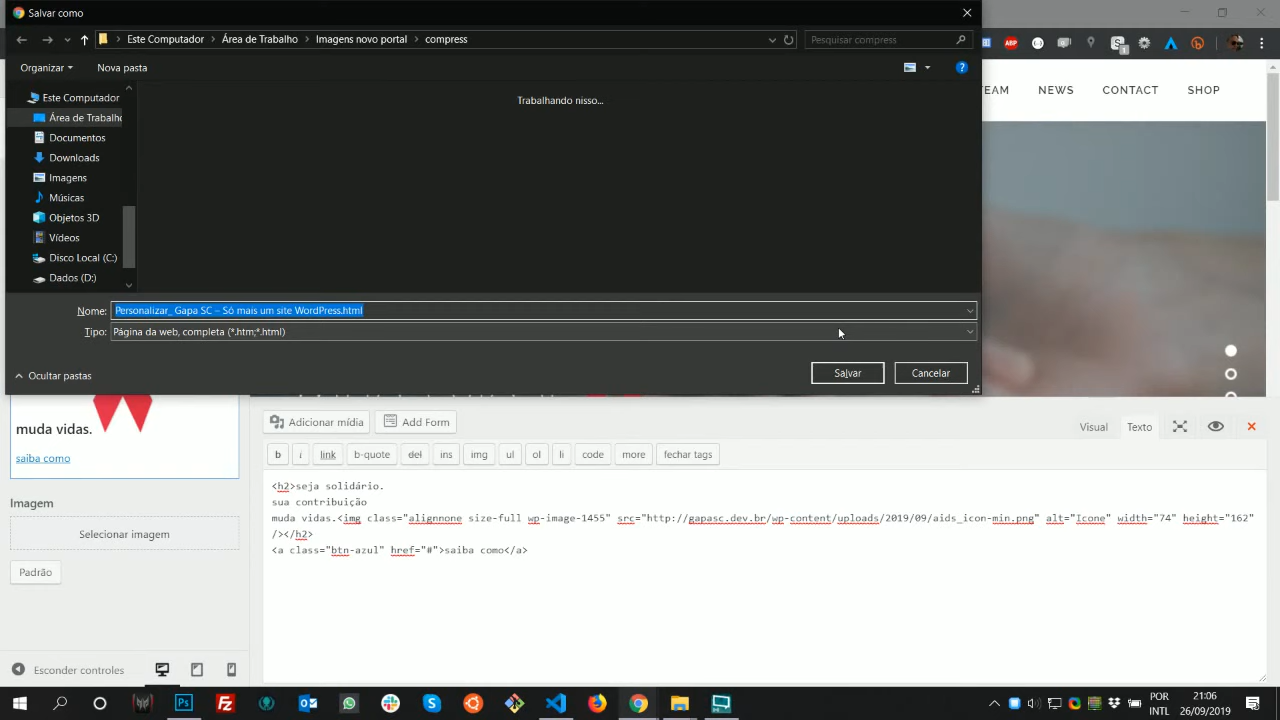 Salvar como
Este Computador
Área de Trabalho
Imagens novo portal
compress
Pesquisar compress
Organizar
Nova pasta
Este Computador
Área de Trabalho
Documentos
Downloads
Imagens
Músicas
Objetos 3D
Vídeos
Disco Local (C:)
Dados (D:)
Trabalhando nisso...
Nome:
Personalizar_ Gapa SC – Só mais um site WordPress.html
Tipo:
Página da web, completa (*.htm;*.html)
Ocultar pastas
Salvar
Cancelar
ABP
1
TEAM
NEWS
CONTACT
SHOP
muda vidas.
saiba como
Imagem
Selecionar imagem
Padrão
Esconder controles
Adicionar mídia
Add Form
Visual
Texto
b
i
link
b-quote
del
ins
img
ul
ol
li
code
more
fechar tags
<h2>seja solidário.
sua contribuição
muda vidas.<img class="alignnone size-full wp-image-1455" src="http://gapasc.dev.br/wp-content/uploads/2019/09/aids_icon-min.png" alt="Icone" width="74" height="162"
/></h2>
<a class="btn-azul" href="#">saiba como</a>
Ps
POR
INTL
21:06
26/09/2019
6